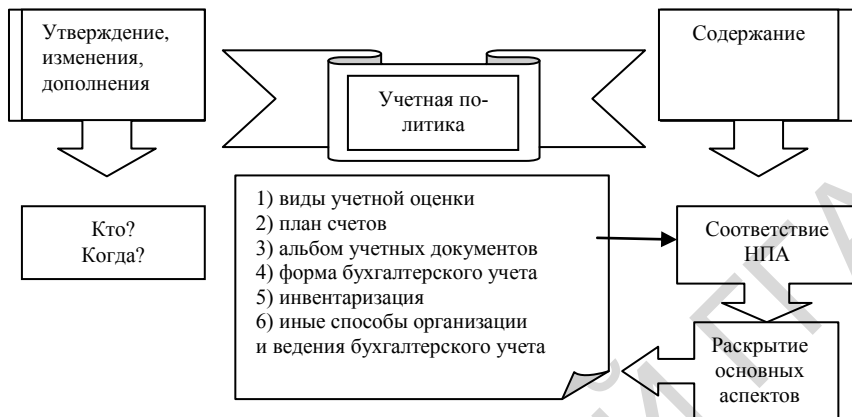 Утверждение,
изменения,
дополнения
Содержание
Учетная по-
литика
Кто?
Когда?
1) виды учетной оценки
2) план счетов
3) альбом учетных документов
4) форма бухгалтерского учета
5) инвентаризация
6) иные способы организации
и ведения бухгалтерского учета
Соответствие
НПА
Раскрытие
основных
аспектов